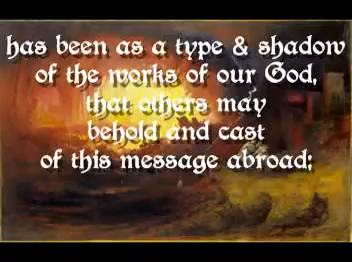 has been as a type & shadow
of the works of our God,
that others may
behold and cast
of this message abroad;